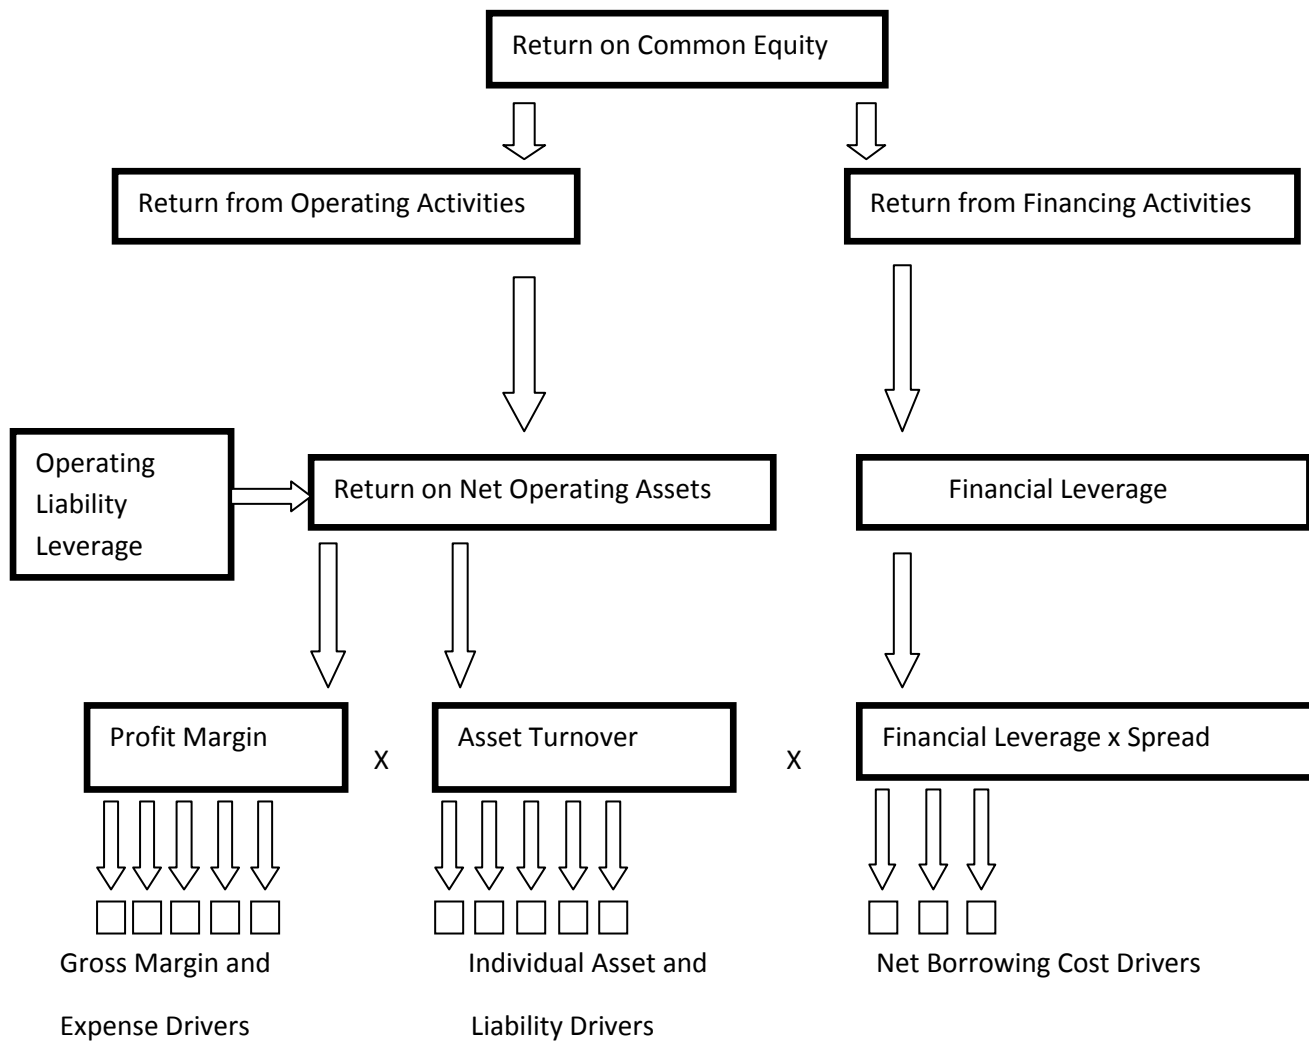 Return on Common Equity
Return from Operating Activities
Return from Financing Activities
Operating
Liability
Leverage
Return on Net Operating Assets
Financial Leverage
Profit Margin
X
Asset Turnover
X
Financial Leverage x Spread
Gross Margin and
Expense Drivers
Individual Asset and
Liability Drivers
Net Borrowing Cost Drivers